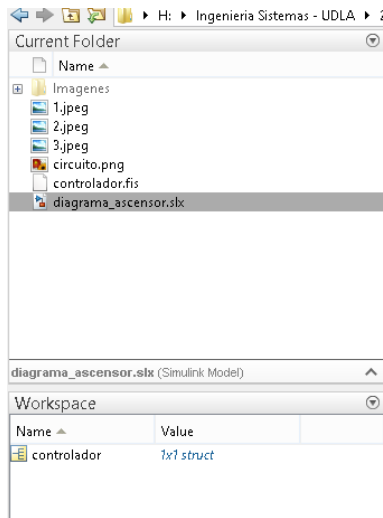 H: Ingenieria Sistemas - UDLA
Current Folder
Name
Imagenes
1.jpeg
2.jpeg
3.jpeg
circuito.png
controlador.fis
diagrama_ascensor.slx
diagrama_ascensor.slx (Simulink Model)
Workspace
Name Value
controlador 1x1 struct